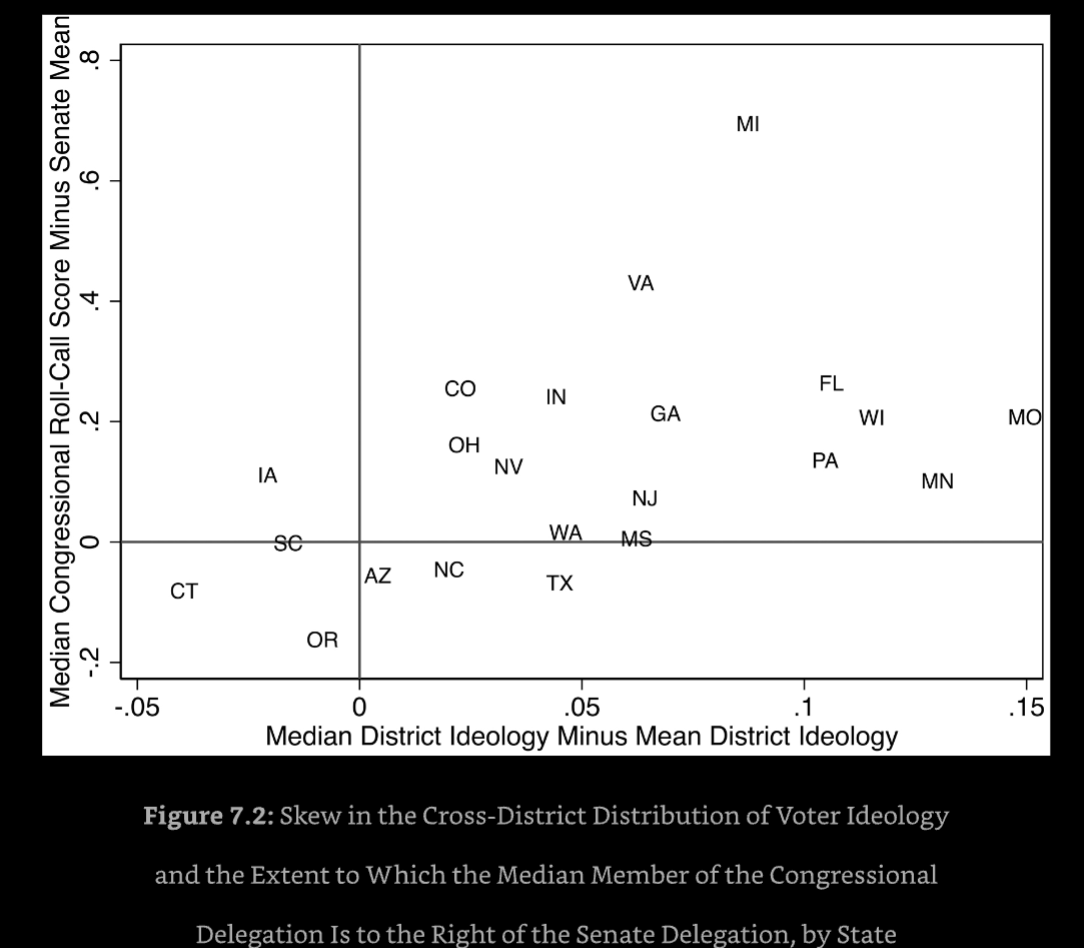 Median Congressional Roll-Call Score Minus Senate Mean
.8
.6
.4
.2
0
-.2
MI
VA
CO
IN
FL
GA
WI
MO
OH
NV
PA
IA
MN
NJ
WA
MS
SC
NC
AZ
TX
CT
OR
-.05 0 .05 .1 .15
Median District Ideology Minus Mean District Ideology
Figure 7.2: Skew in the Cross-District Distribution of Voter Ideology
and the Extent to Which the Median Member of the Congressional
Delegation Is to the Right of the Senate Delegation, by State